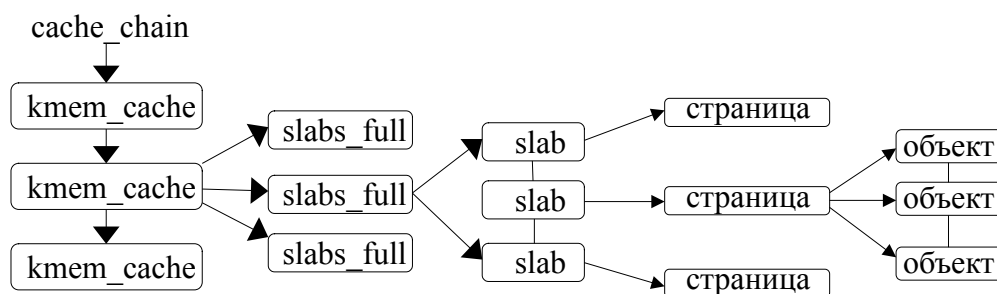 cache_chain
kmem_cache
kmem_cache
kmem_cache
slabs_full
slabs_full
slabs_full
slab
slab
slab
страница
страница
страница
объект
объект
объект